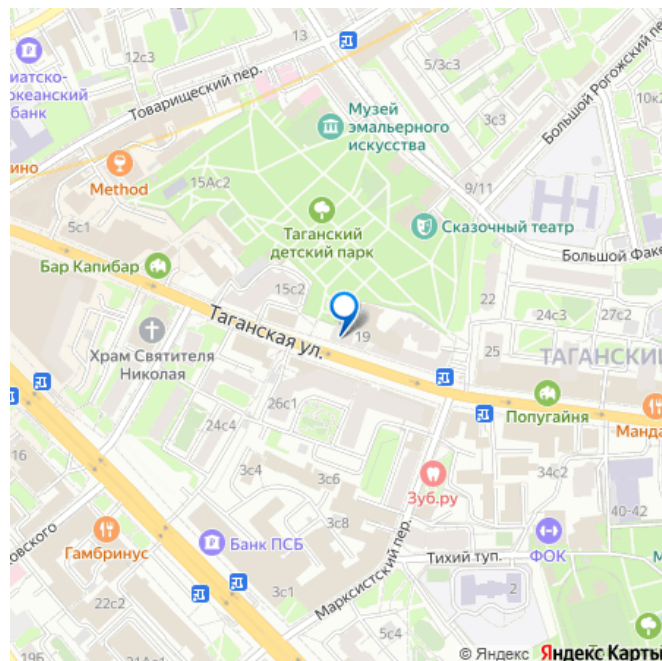 12с3
13
5/3с3
иатско-
океанский
банк
Товарищеский пер.
Большой Рогожский пер.
10к2
3с3
Музей
эмальерного
искусства
ино
Method
15Ас2
9/11
5с1
Таганский
детский парк
Сказочный театр
Бар Капибар
Большой Факе
15с2
22
24с3
27с2
Таганская ул.
19
Храм Святителя
Николая
25
ТАГАНСКИЙ
26с1
Попугайня
Манда
24с4
16
3с4
3с6
34с2
Зуб.ру
40-42
3с8
овского
Гамбринус
Банк ПСБ
ФОК
Тихий туп.
М
Марксистский пер.
3с1
2
22с2
5с4
19Б
Т
© Яндекс Яндекс Карты